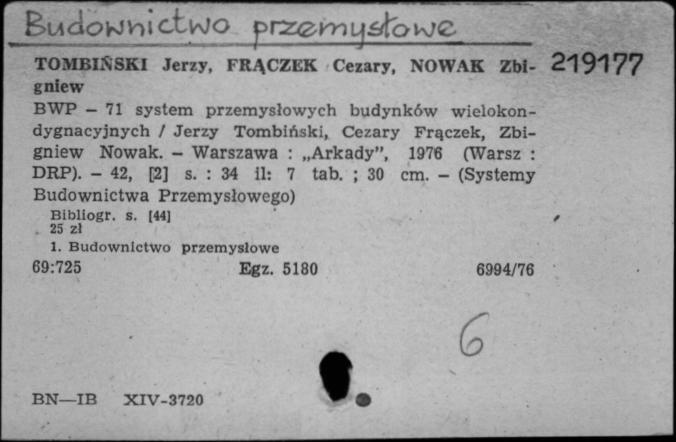 Budownictwo przemysłowe
TOMBIŃSKI Jerzy, FRĄCZEK Cezary, NOWAK Zbi-
gniew
219177
BWP — 71 system przemysłowych budynków wielokon-
dygnacyjnych / Jerzy Tombiński, Cezary Frączek, Zbi-
gniew Nowak. — Warszawa : „Arkady”, 1976 (Warsz :
DRP). — 42, [2] s. : 34 il: 7 tab. ; 30 cm. — (Systemy
Budownictwa Przemysłowego)
Bibliogr. s. [44]
25 zł
1. Budownictwo przemysłowe
69:725 Egz. 5180 6994/76
6
BN—IB XIV-3720